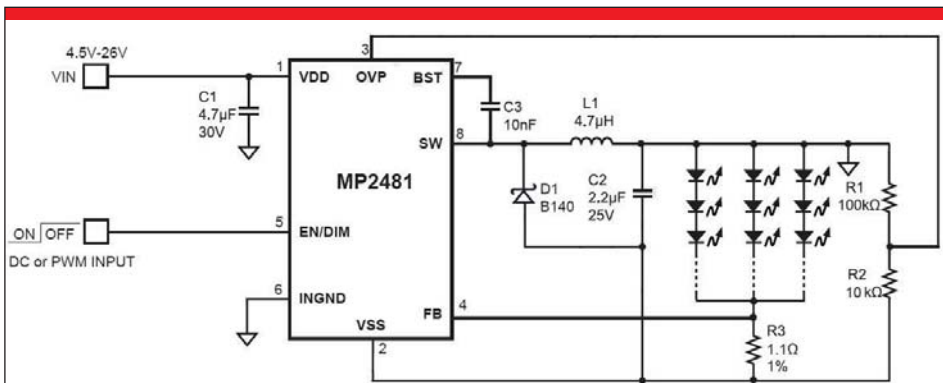 4.5V-26V
VIN
1
VDD
3
OVP
BST
7
C1
4.7µF
30V
C3
10nF
L1
4.7µH
SW
8
MP2481
D1
B140
C2
2.2µF
25V
R1
100kΩ
ON OFF
5
EN/DIM
DC or PWM INPUT
R2
10kΩ
6
INGND
FB
4
VSS
2
R3
1.1Ω
1%